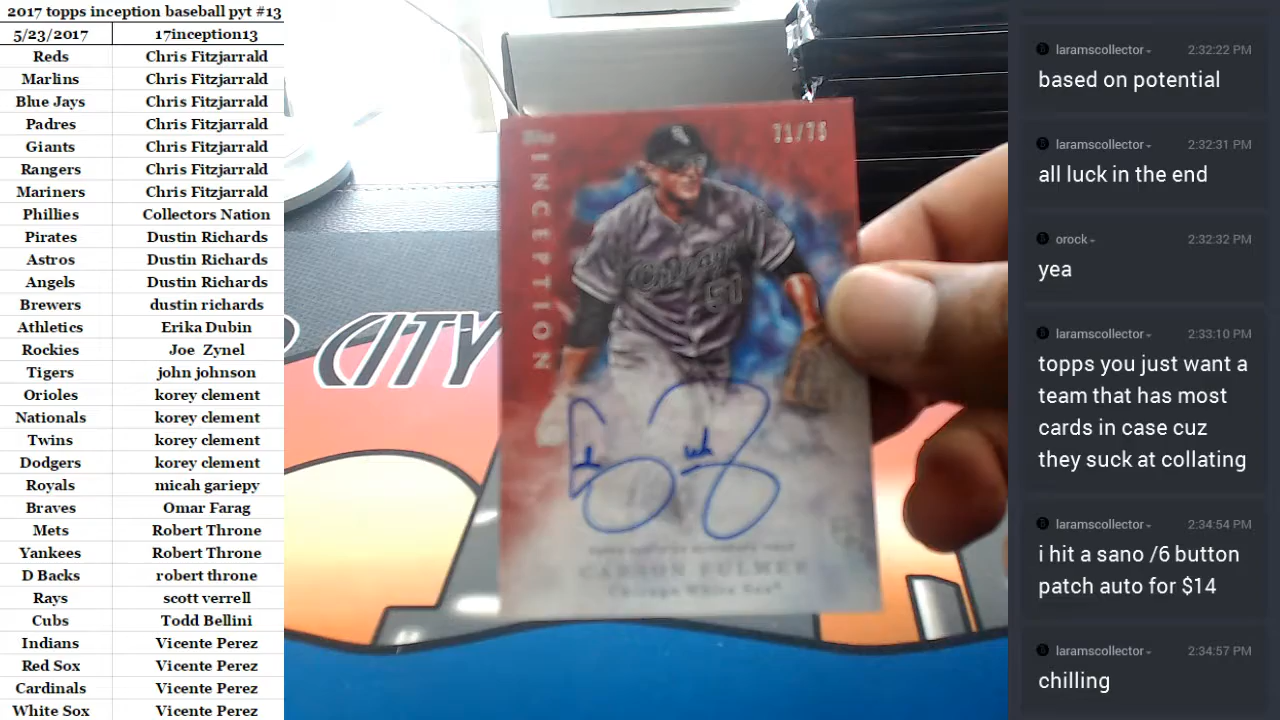 2017 topps inception baseball pyt #13
5/23/2017 17inception13
Reds Chris Fitzjarrald
Marlins Chris Fitzjarrald
Blue Jays Chris Fitzjarrald
Padres Chris Fitzjarrald
Giants Chris Fitzjarrald
Rangers Chris Fitzjarrald
Mariners Chris Fitzjarrald
Phillies Collectors Nation
Pirates Dustin Richards
Astros Dustin Richards
Angels Dustin Richards
Brewers dustin richards
Athletics Erika Dubin
Rockies Joe Zynel
Tigers john johnson
Orioles korey clement
Nationals korey clement
Twins korey clement
Dodgers korey clement
Royals micah gariepy
Braves Omar Farag
Mets Robert Throne
Yankees Robert Throne
D Backs robert throne
Rays scott verrell
Cubs Todd Bellini
Indians Vicente Perez
Red Sox Vicente Perez
Cardinals Vicente Perez
White Sox Vicente Perez
CITY
INCEPTION
71/75
Chicago
51
CARSON FULMER
Chicago White Sox
laramscollector 2:32:22 PM
based on potential
laramscollector 2:32:31 PM
all luck in the end
orock 2:32:32 PM
yea
laramscollector 2:33:10 PM
topps you just want a
team that has most
cards in case cuz
they suck at collating
laramscollector 2:34:54 PM
i hit a sano /6 button
patch auto for $14
laramscollector 2:34:57 PM
chilling